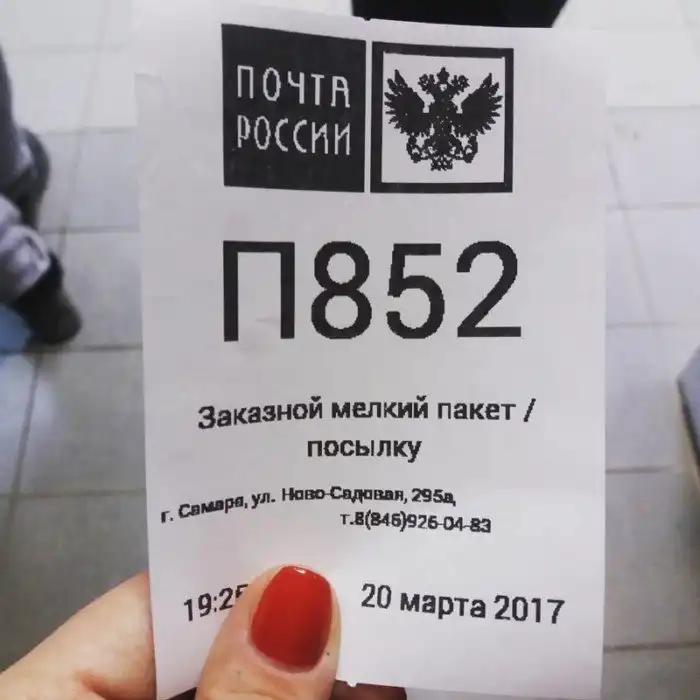 ПОЧТА
РОССИИ
П852
Заказной мелкий пакет /
посылку
г. Самара, ул. Ново-Садовая, 295а,
т.8(846)926-04-83
20 марта 2017